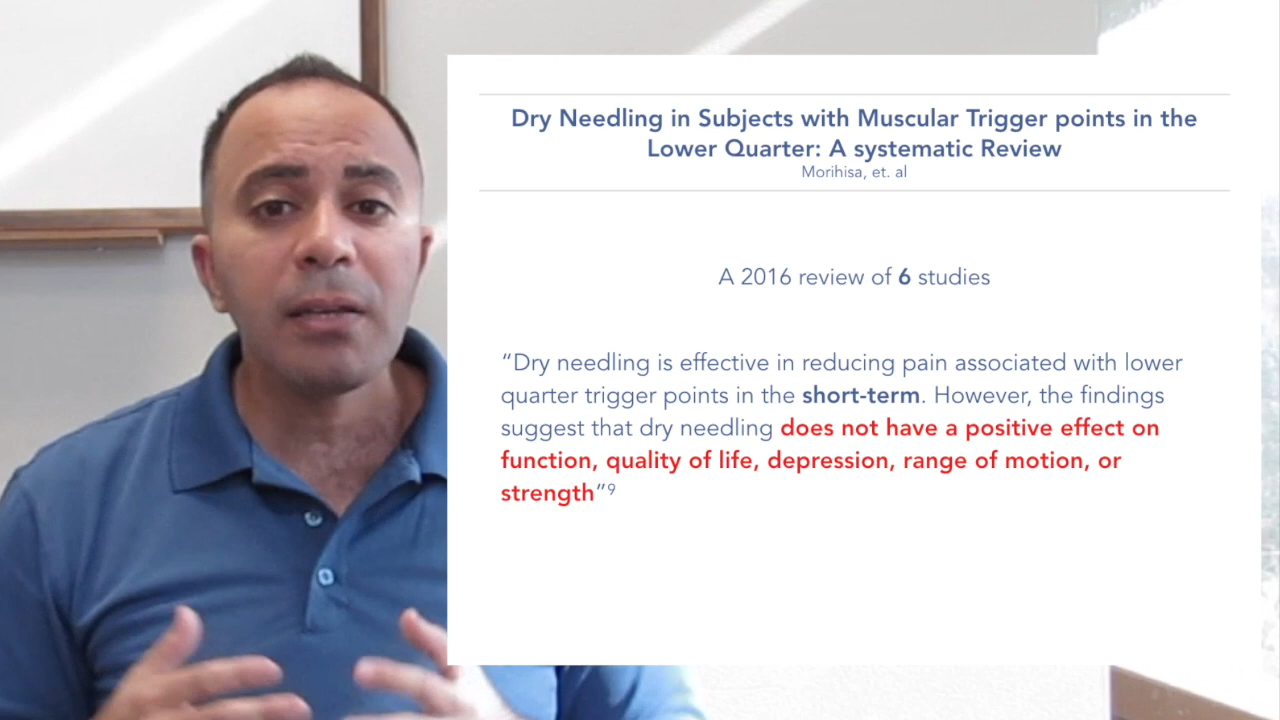 Dry Needling in Subjects with Muscular Trigger points in the
Lower Quarter: A systematic Review
Morihisa, et. al
A 2016 review of 6 studies
“Dry needling is effective in reducing pain associated with lower
quarter trigger points in the short-term. However, the findings
suggest that dry needling does not have a positive effect on
function, quality of life, depression, range of motion, or
strength”⁹